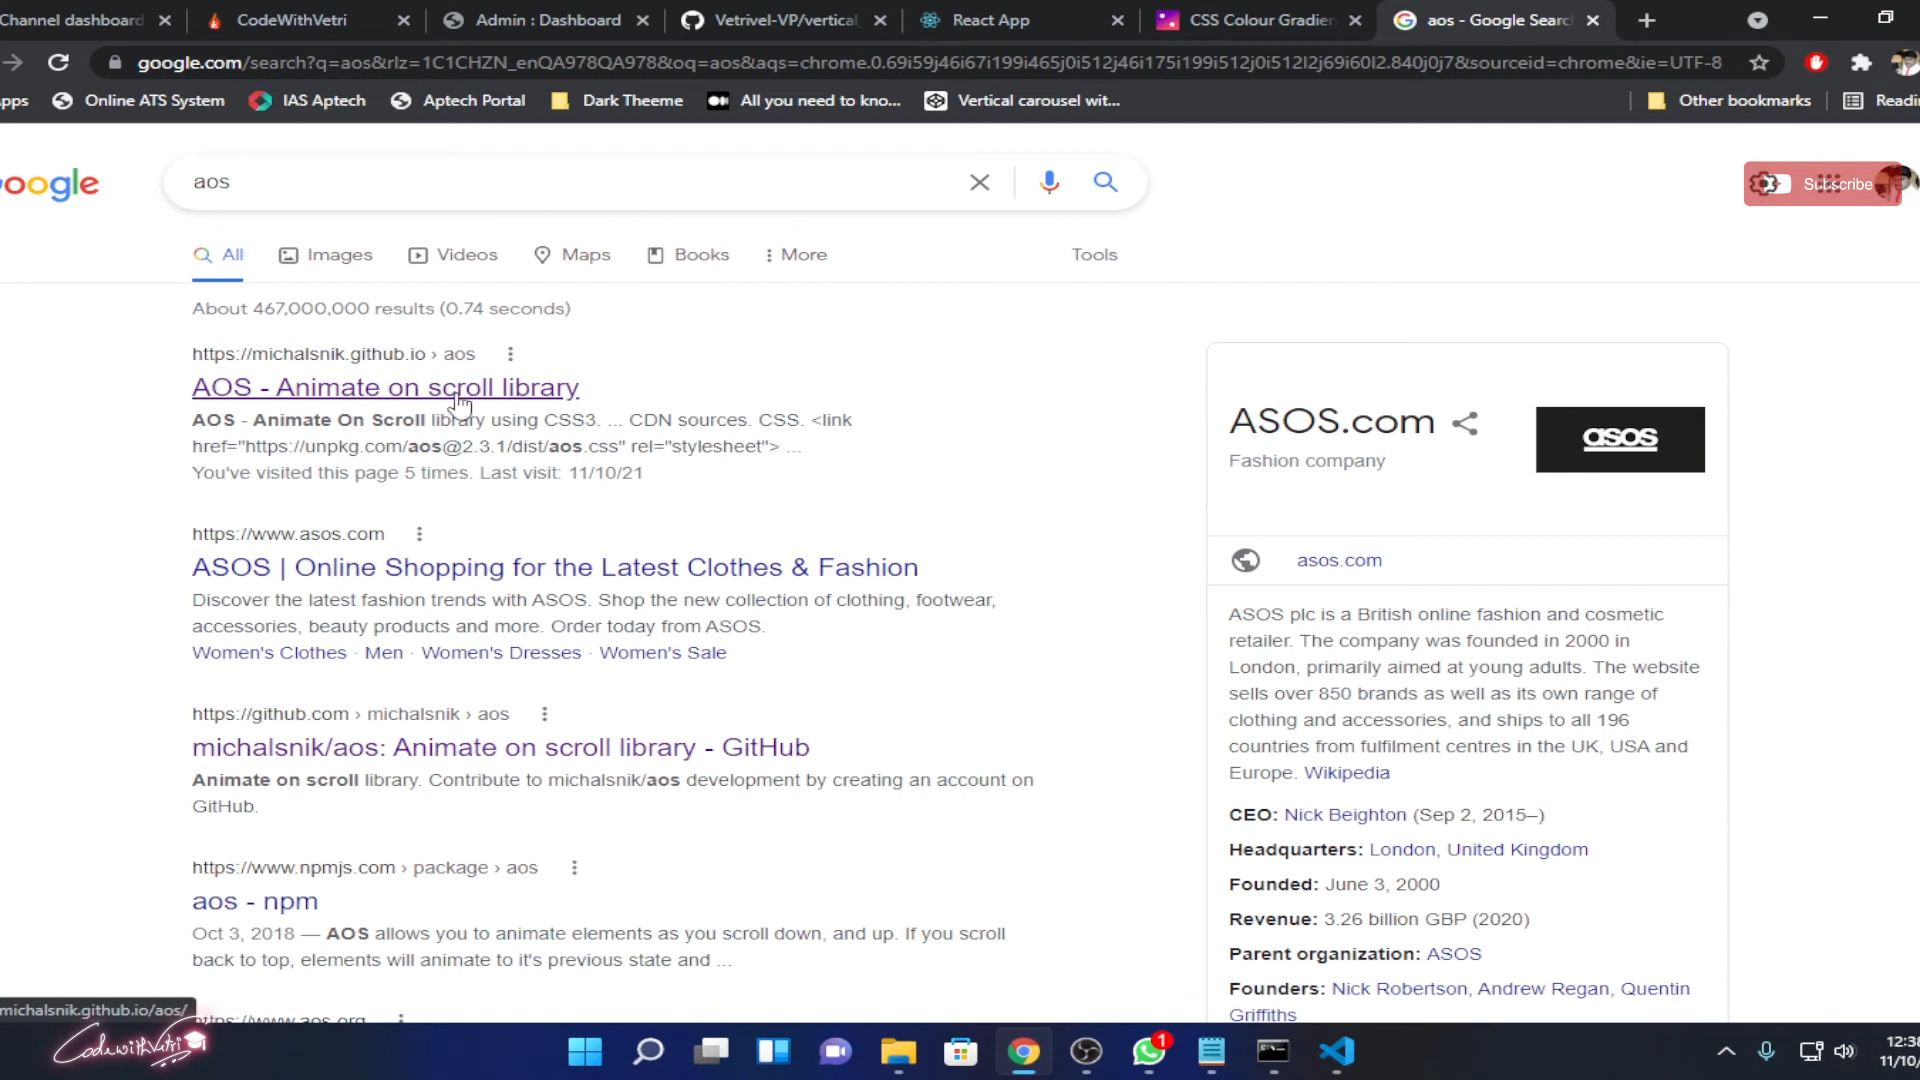 Channel dashboard
CodeWithVetri
Admin : Dashboard
Vetrivel-VP/vertical
React App
CSS Colour Gradien
aos - Google Searc
google.com/search?q=aos&rlz=1C1CHZN_enQA978QA978&oq=aos&aqs=chrome.0.69i59j46i67i199i465j0i512j46i175i199i512j0i512l2j69i60l2.840j0j7&sourceid=chrome&ie=UTF-8
pps
Online ATS System
IAS Aptech
Aptech Portal
Dark Theeme
All you need to kno...
Vertical carousel wit...
Other bookmarks
Readi
oogle
aos
Subscribe
All
Images
Videos
Maps
Books
More
Tools
About 467,000,000 results (0.74 seconds)
https://michalsnik.github.io › aos
AOS - Animate on scroll library
AOS - Animate On Scroll library using CSS3. ... CDN sources. CSS. <link
href="https://unpkg.com/aos@2.3.1/dist/aos.css" rel="stylesheet"> ...
You've visited this page 5 times. Last visit: 11/10/21
https://www.asos.com
ASOS | Online Shopping for the Latest Clothes & Fashion
Discover the latest fashion trends with ASOS. Shop the new collection of clothing, footwear,
accessories, beauty products and more. Order today from ASOS.
Women's Clothes · Men · Women's Dresses · Women's Sale
https://github.com › michalsnik › aos
michalsnik/aos: Animate on scroll library - GitHub
Animate on scroll library. Contribute to michalsnik/aos development by creating an account on
GitHub.
https://www.npmjs.com › package › aos
aos - npm
Oct 3, 2018 — AOS allows you to animate elements as you scroll down, and up. If you scroll
back to top, elements will animate to it's previous state and ...
https://www.aos.org
michalsnik.github.io/aos/
CodewithVetri
ASOS.com
asos
Fashion company
asos.com
ASOS plc is a British online fashion and cosmetic
retailer. The company was founded in 2000 in
London, primarily aimed at young adults. The website
sells over 850 brands as well as its own range of
clothing and accessories, and ships to all 196
countries from fulfilment centres in the UK, USA and
Europe. Wikipedia
CEO: Nick Beighton (Sep 2, 2015–)
Headquarters: London, United Kingdom
Founded: June 3, 2000
Revenue: 3.26 billion GBP (2020)
Parent organization: ASOS
Founders: Nick Robertson, Andrew Regan, Quentin
Griffiths
1
12:38
11/10/